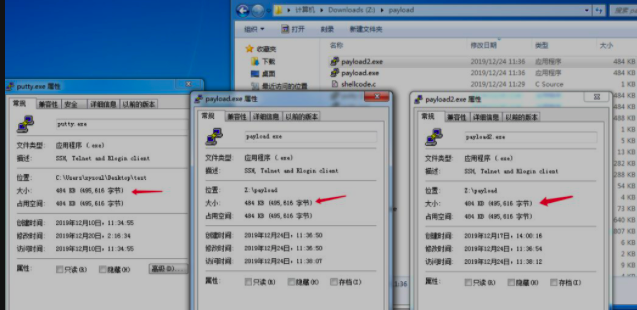 计算机 ▸ Downloads (Z:) ▸ payload
组织 打开 刻录 新建文件夹
收藏夹
下载
桌面
最近访问的位置
名称 修改日期 类型 大小
payload2.exe 2019/12/24 11:36 应用程序 484 KB
payload.exe 2019/12/24 11:36 应用程序 484 KB
shellcode.c 2019/12/24 11:29 C Source
putty.exe 属性
常规 兼容性 安全 详细信息 以前的版本
putty.exe
文件类型: 应用程序 (.exe)
描述: SSH, Telnet and Rlogin client
位置:
大小: 484 KB (495,616 字节)
占用空间: 484 KB (495,616 字节)
创建时间: 2019年12月10日，11:34:55
修改时间: 2019年12月20日，2:16:34
访问时间: 2019年12月10日，11:34:55
属性: 只读(R) 隐藏(H) 高级(D)...
payload.exe 属性
常规 兼容性 详细信息 以前的版本
payload.exe
文件类型: 应用程序 (.exe)
描述: SSH, Telnet and Rlogin client
位置: Z:\payload
大小: 484 KB (495,616 字节)
占用空间: 484 KB (495,616 字节)
创建时间: 2019年12月24日，11:36:50
修改时间: 2019年12月24日，11:36:50
访问时间: 2019年12月24日，11:38:07
属性: 只读(R) 隐藏(H) 存档(I)
payload2.exe 属性
常规 兼容性 详细信息 以前的版本
payload2.exe
文件类型: 应用程序 (.exe)
描述: SSH, Telnet and Rlogin client
位置: Z:\payload
大小: 484 KB (495,616 字节)
占用空间: 484 KB (495,616 字节)
创建时间: 2019年12月17日，14:00:16
修改时间: 2019年12月24日，11:36:54
访问时间: 2019年12月24日，11:38:12
属性: 只读(R) 隐藏(H) 存档(I)